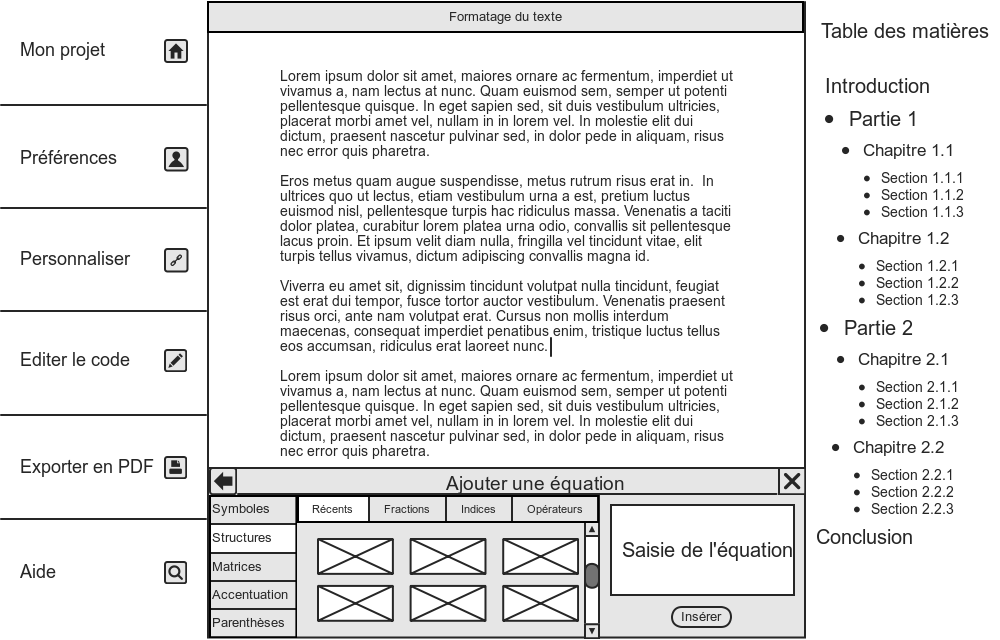 Formatage du texte
Mon projet
Préférences
Personnaliser
Editer le code
Exporter en PDF
Aide
Lorem ipsum dolor sit amet, maiores ornare ac fermentum, imperdiet ut
vivamus a, nam lectus at nunc. Quam euismod sem, semper ut potenti
pellentesque quisque. In eget sapien sed, sit duis vestibulum ultricies,
placerat morbi amet vel, nullam in in lorem vel. In molestie elit dui
dictum, praesent nascetur pulvinar sed, in dolor pede in aliquam, risus
nec error quis pharetra.
Eros metus quam augue suspendisse, metus rutrum risus erat in.  In
ultrices quo ut lectus, etiam vestibulum urna a est, pretium luctus
euismod nisl, pellentesque turpis hac ridiculus massa. Venenatis a taciti
dolor platea, curabitur lorem platea urna odio, convallis sit pellentesque
lacus proin. Et ipsum velit diam nulla, fringilla vel tincidunt vitae, elit
turpis tellus vivamus, dictum adipiscing convallis magna id.
Viverra eu amet sit, dignissim tincidunt volutpat nulla tincidunt, feugiat
est erat dui tempor, fusce tortor auctor vestibulum. Venenatis praesent
risus orci, ante nam volutpat erat. Cursus non mollis interdum
maecenas, consequat imperdiet penatibus enim, tristique luctus tellus
eos accumsan, ridiculus erat laoreet nunc.
Lorem ipsum dolor sit amet, maiores ornare ac fermentum, imperdiet ut
vivamus a, nam lectus at nunc. Quam euismod sem, semper ut potenti
pellentesque quisque. In eget sapien sed, sit duis vestibulum ultricies,
placerat morbi amet vel, nullam in in lorem vel. In molestie elit dui
dictum, praesent nascetur pulvinar sed, in dolor pede in aliquam, risus
nec error quis pharetra.
Ajouter une équation
Symboles
Structures
Matrices
Accentuation
Parenthèses
Récents
Fractions
Indices
Opérateurs
Saisie de l'équation
Insérer
Table des matières
Introduction
Partie 1
Chapitre 1.1
Section 1.1.1
Section 1.1.2
Section 1.1.3
Chapitre 1.2
Section 1.2.1
Section 1.2.2
Section 1.2.3
Partie 2
Chapitre 2.1
Section 2.1.1
Section 2.1.2
Section 2.1.3
Chapitre 2.2
Section 2.2.1
Section 2.2.2
Section 2.2.3
Conclusion